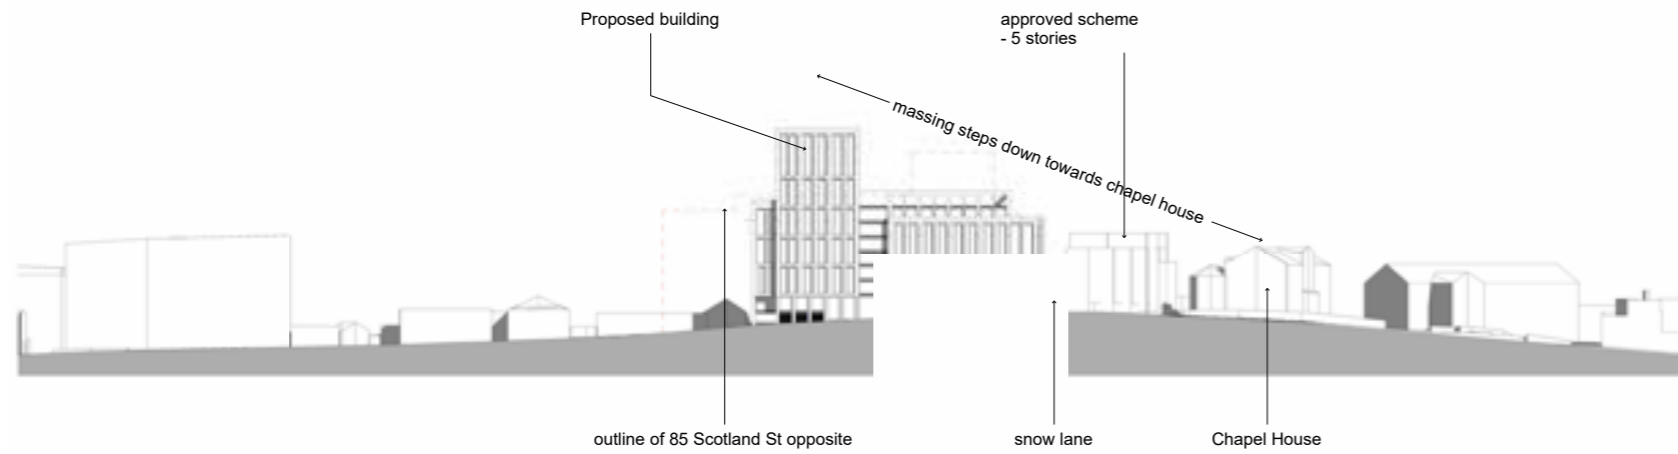 Proposed building
approved scheme
- 5 stories
massing steps down towards chapel house
outline of 85 Scotland St opposite
snow lane
Chapel House